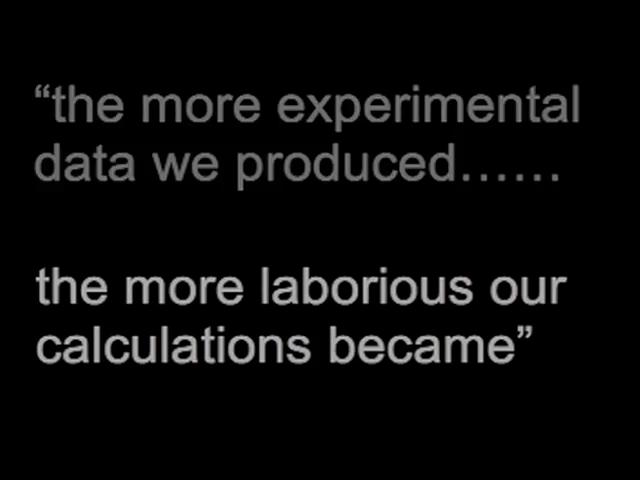 “the more experimental
data we produced……
the more laborious our
calculations became”